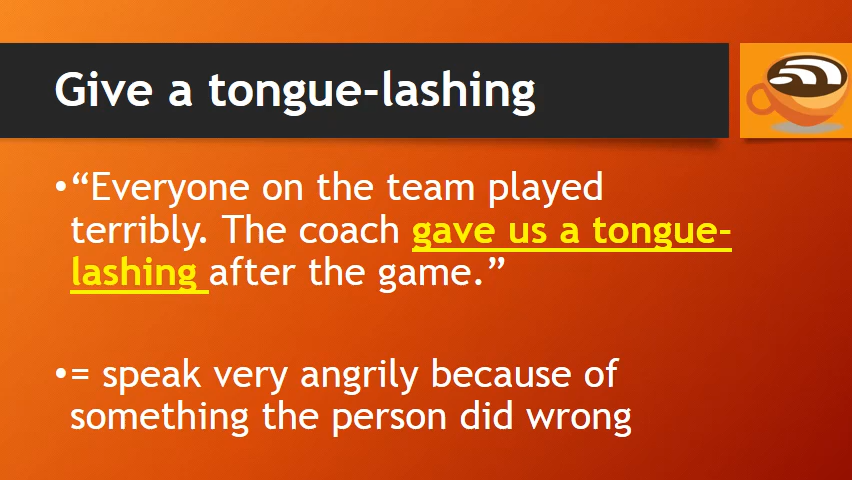 Give a tongue-lashing
•“Everyone on the team played
terribly. The coach gave us a tongue-
lashing after the game.”
•= speak very angrily because of
something the person did wrong